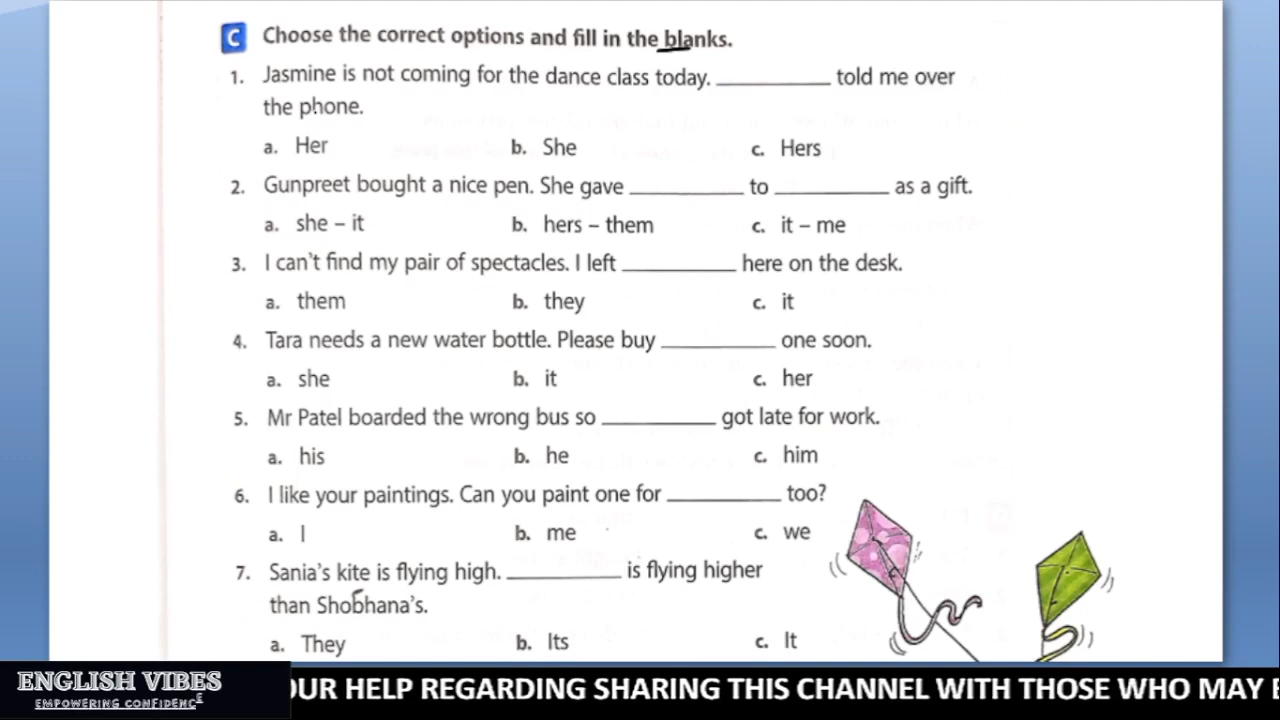 C Choose the correct options and fill in the blanks.
1. Jasmine is not coming for the dance class today. __________ told me over
the phone.
a. Her b. She c. Hers
2. Gunpreet bought a nice pen. She gave __________ to __________ as a gift.
a. she – it b. hers – them c. it – me
3. I can't find my pair of spectacles. I left __________ here on the desk.
a. them b. they c. it
4. Tara needs a new water bottle. Please buy __________ one soon.
a. she b. it c. her
5. Mr Patel boarded the wrong bus so __________ got late for work.
a. his b. he c. him
6. I like your paintings. Can you paint one for __________ too?
a. I b. me c. we
7. Sania's kite is flying high. __________ is flying higher
than Shobhana's.
a. They b. Its c. It
ENGLISH VIBES
EMPOWERING CONFIDENCE
OUR HELP REGARDING SHARING THIS CHANNEL WITH THOSE WHO MAY